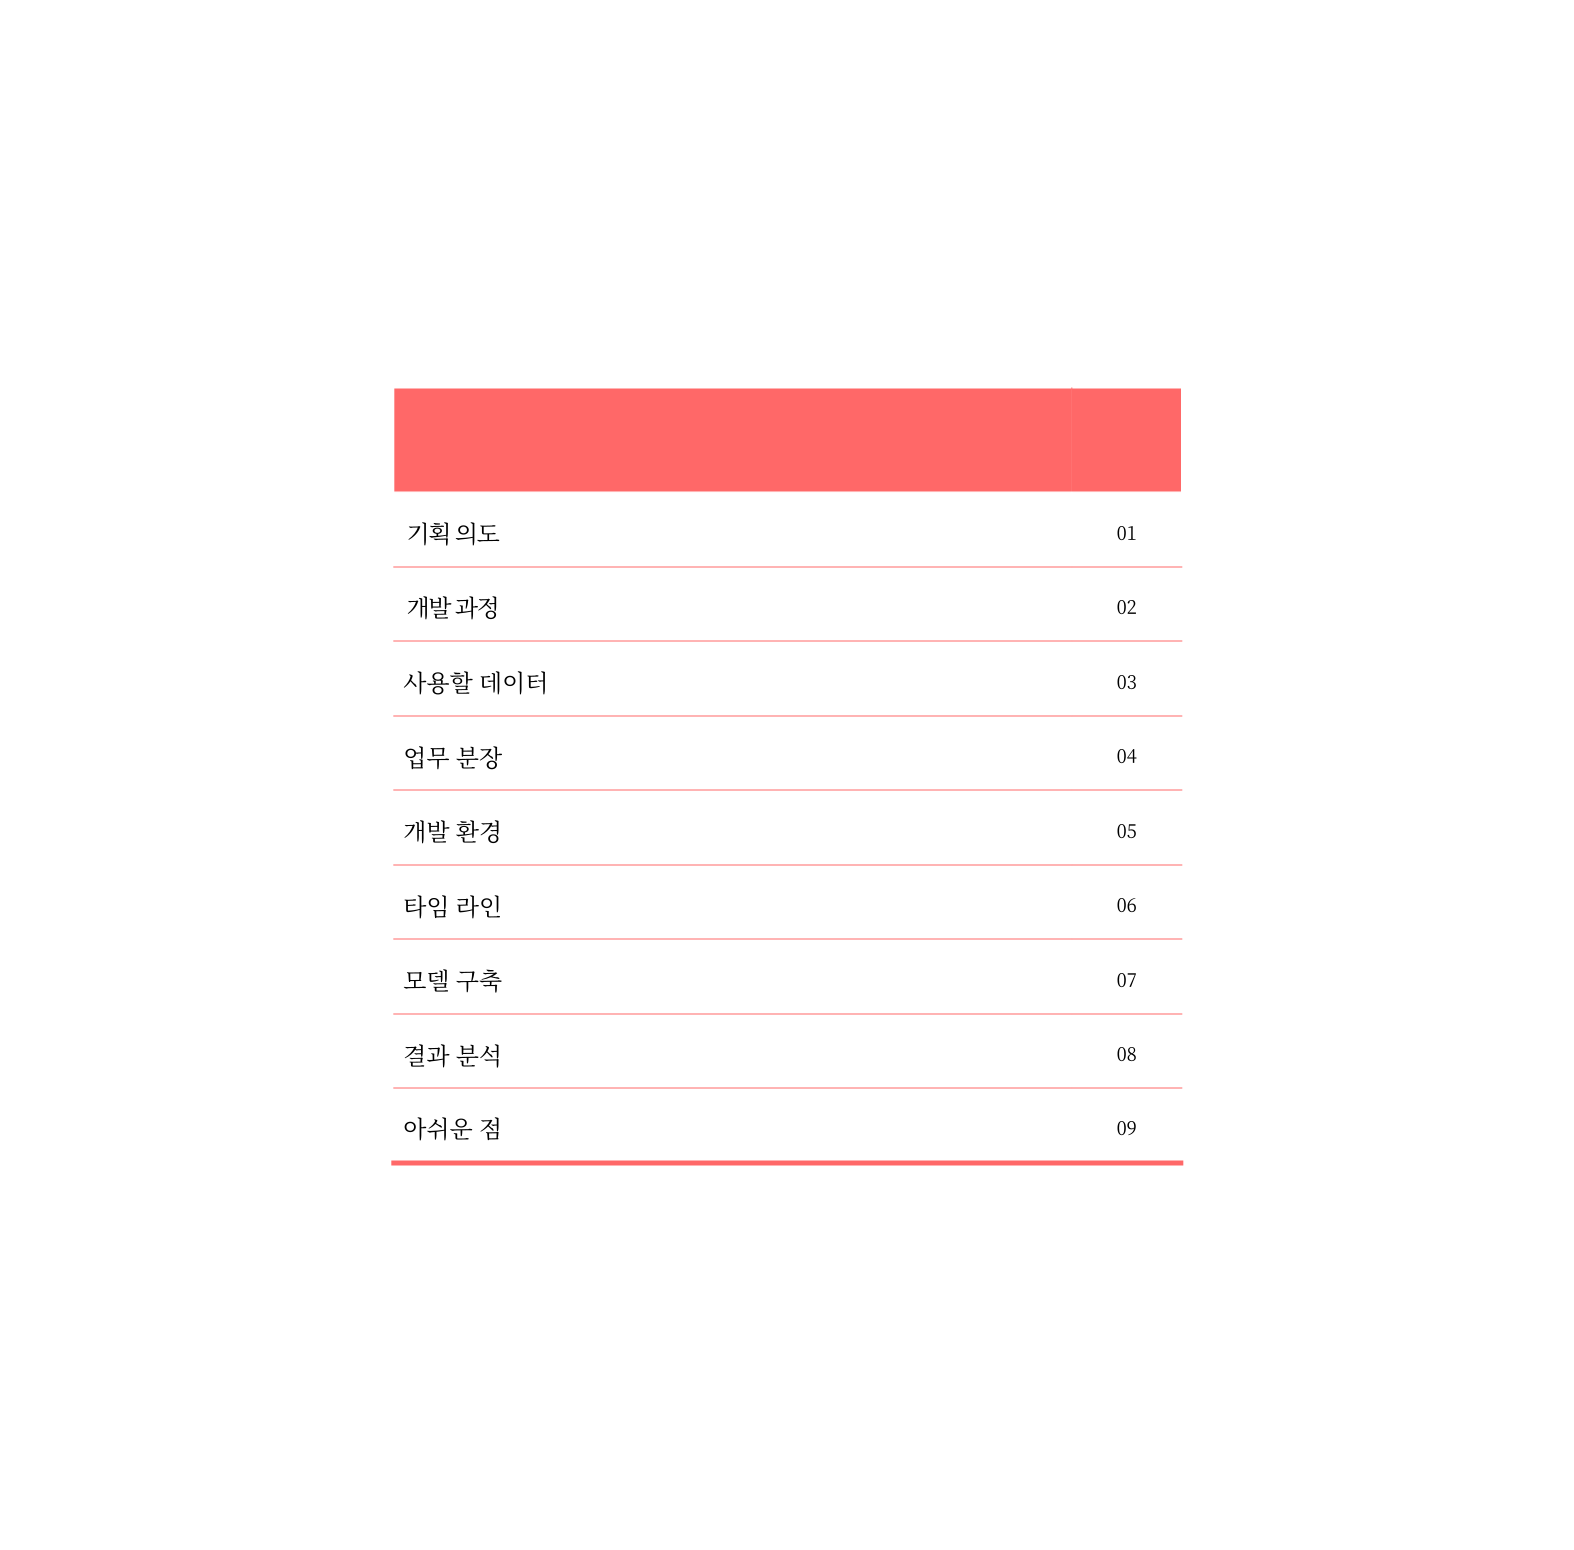 기획 의도 01
개발 과정 02
사용할 데이터 03
업무 분장 04
개발 환경 05
타임 라인 06
모델 구축 07
결과 분석 08
아쉬운 점 09